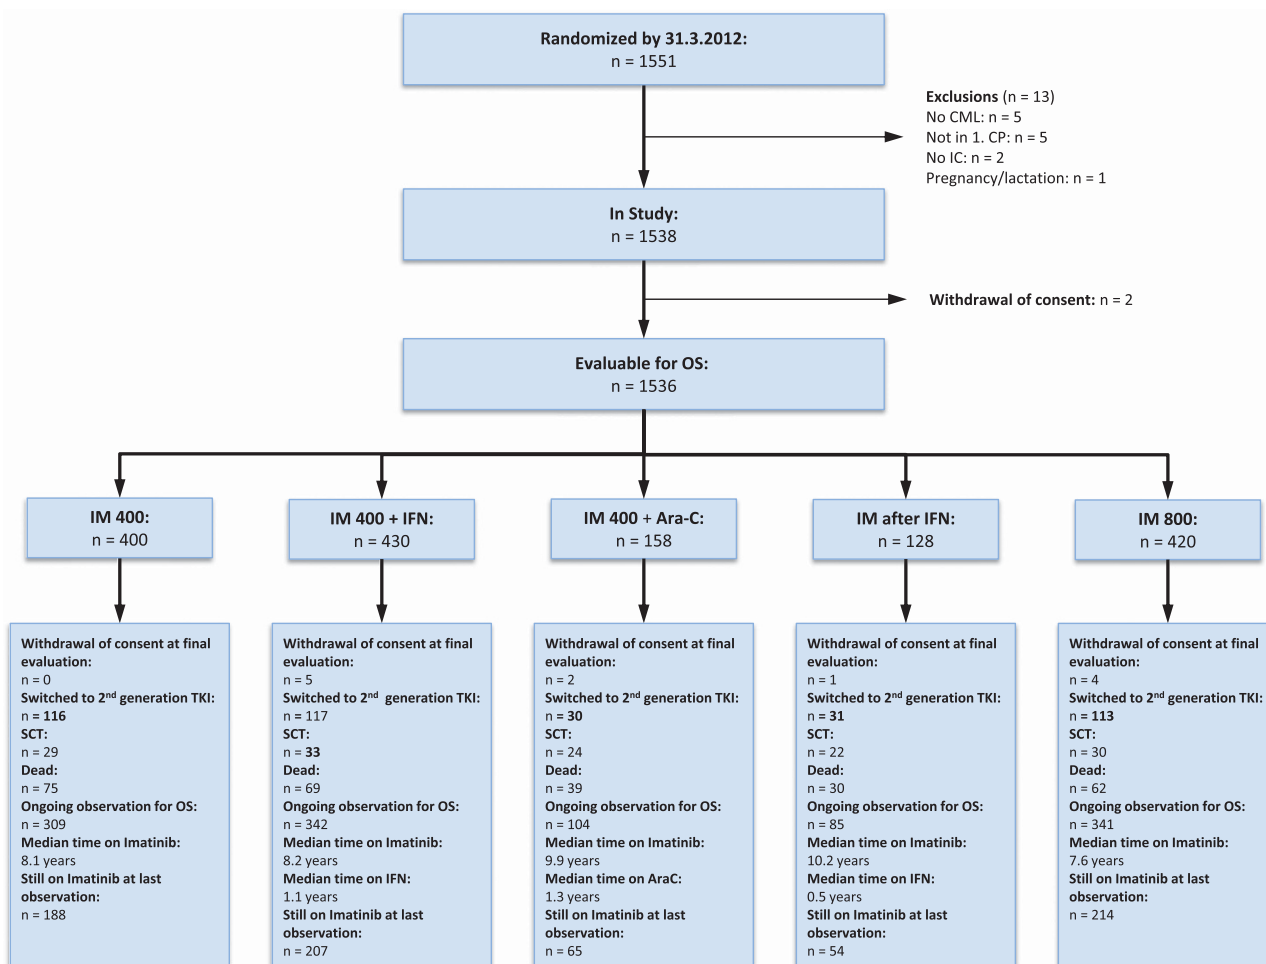 Randomized by 31.3.2012:
n = 1551
Exclusions (n = 13)
No CML: n = 5
Not in 1. CP: n = 5
No IC: n = 2
Pregnancy/lactation: n = 1
In Study:
n = 1538
Withdrawal of consent: n = 2
Evaluable for OS:
n = 1536
IM 400:
n = 400
IM 400 + IFN:
n = 430
IM 400 + Ara-C:
n = 158
IM after IFN:
n = 128
IM 800:
n = 420
Withdrawal of consent at final
evaluation:
n = 0
Switched to 2nd generation TKI:
n = 116
SCT:
n = 29
Dead:
n = 75
Ongoing observation for OS:
n = 309
Median time on Imatinib:
8.1 years
Still on Imatinib at last
observation:
n = 188
Withdrawal of consent at final
evaluation:
n = 5
Switched to 2nd generation TKI:
n = 117
SCT:
n = 33
Dead:
n = 69
Ongoing observation for OS:
n = 342
Median time on Imatinib:
8.2 years
Median time on IFN:
1.1 years
Still on Imatinib at last
observation:
n = 207
Withdrawal of consent at final
evaluation:
n = 2
Switched to 2nd generation TKI:
n = 30
SCT:
n = 24
Dead:
n = 39
Ongoing observation for OS:
n = 104
Median time on Imatinib:
9.9 years
Median time on AraC:
1.3 years
Still on Imatinib at last
observation:
n = 65
Withdrawal of consent at final
evaluation:
n = 1
Switched to 2nd generation TKI:
n = 31
SCT:
n = 22
Dead:
n = 30
Ongoing observation for OS:
n = 85
Median time on Imatinib:
10.2 years
Median time on IFN:
0.5 years
Still on Imatinib at last
observation:
n = 54
Withdrawal of consent at final
evaluation:
n = 4
Switched to 2nd generation TKI:
n = 113
SCT:
n = 30
Dead:
n = 62
Ongoing observation for OS:
n = 341
Median time on Imatinib:
7.6 years
Still on Imatinib at last
observation:
n = 214